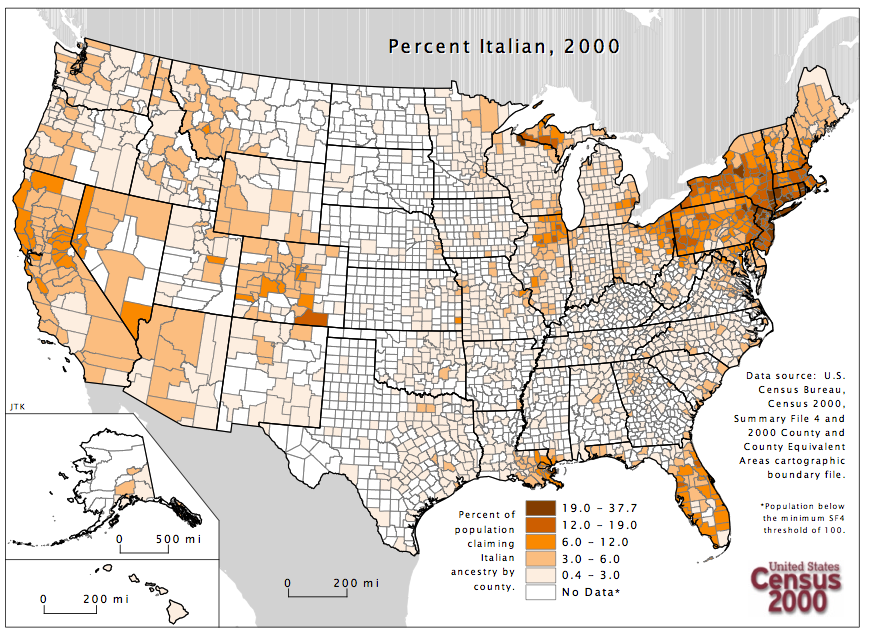 Percent Italian, 2000
Data source: U.S.
Census Bureau,
Census 2000,
Summary File 4 and
2000 County and
County Equivalent
Areas cartographic
boundary file.
*Population below
the minimum SF4
threshold of 100.
JTK
0 500 mi
0 200 mi
0 200 mi
Percent of
population
claiming
Italian
ancestry by
county.
19.0 - 37.7
12.0 - 19.0
6.0 - 12.0
3.0 - 6.0
0.4 - 3.0
No Data*
United States
Census
2000